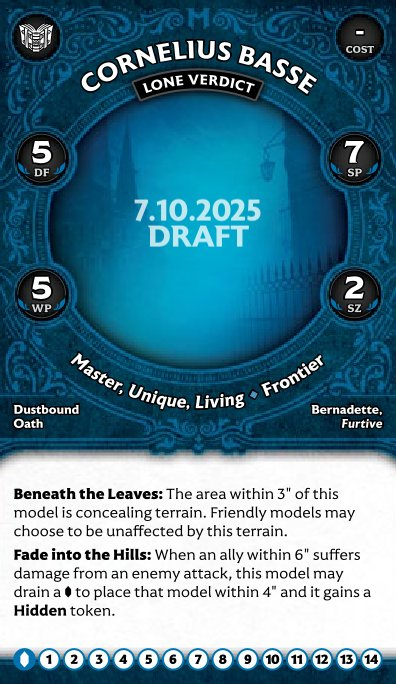 -
COST
CORNELIUS BASSE
LONE VERDICT
5
DF
7
SP
7.10.2025
DRAFT
5
WP
2
SZ
Master, Unique, Living ♦ Frontier
Dustbound
Oath
Bernadette,
Furtive
Beneath the Leaves: The area within 3" of this
model is concealing terrain. Friendly models may
choose to be unaffected by this terrain.
Fade into the Hills: When an ally within 6" suffers
damage from an enemy attack, this model may
drain a ♦ to place that model within 4" and it gains a
Hidden token.
1 2 3 4 5 6 7 8 9 10 11 12 13 14